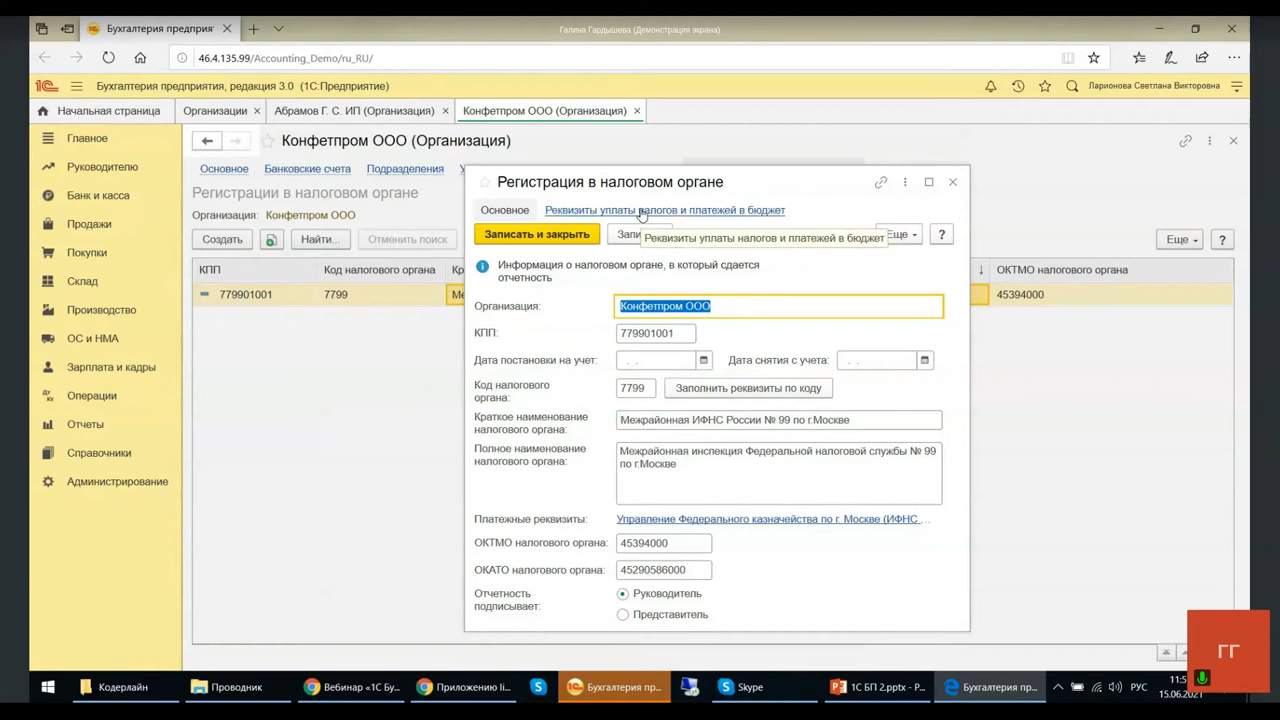 Бухгалтерия предприя
Галина Гардышева (Демонстрация экрана)
46.4.135.99/Accounting_Demo/ru_RU/
Бухгалтерия предприятия, редакция 3.0 (1С:Предприятие)
Ларионова Светлана Викторовна
Начальная страница
Организации
Абрамов Г. С. ИП (Организация)
Конфетпром ООО (Организация)
Главное
Руководителю
Банк и касса
Продажи
Покупки
Склад
Производство
ОС и НМА
Зарплата и кадры
Операции
Отчеты
Справочники
Администрирование
Конфетпром ООО (Организация)
Основное
Банковские счета
Подразделения
Регистрации в налоговом органе
Организация: Конфетпром ООО
Создать
Найти...
Отменить поиск
Еще
?
КПП
Код налогового органа
ОКТМО налогового органа
779901001
7799
45394000
Регистрация в налоговом органе
Основное
Реквизиты уплаты налогов и платежей в бюджет
Записать и закрыть
Еще
?
Реквизиты уплаты налогов и платежей в бюджет
Информация о налоговом органе, в который сдается
отчетность
Организация: Конфетпром ООО
КПП: 779901001
Дата постановки на учет:
Дата снятия с учета:
Код налогового
органа:
7799
Заполнить реквизиты по коду
Краткое наименование
налогового органа:
Межрайонная ИФНС России № 99 по г.Москве
Полное наименование
налогового органа:
Межрайонная инспекция Федеральной налоговой службы № 99
по г.Москве
Платежные реквизиты: Управление Федерального казначейства по г. Москве (ИФНС ...
ОКТМО налогового органа: 45394000
ОКАТО налогового органа: 45290586000
Отчетность
подписывает:
Руководитель
Представитель
ГГ
Кодерлайн
Проводник
Вебинар «1С Бу...
Приложению li...
Бухгалтерия пр...
Skype
1С БП 2.pptx - P...
Бухгалтерия пр...
РУС
15.06.2021